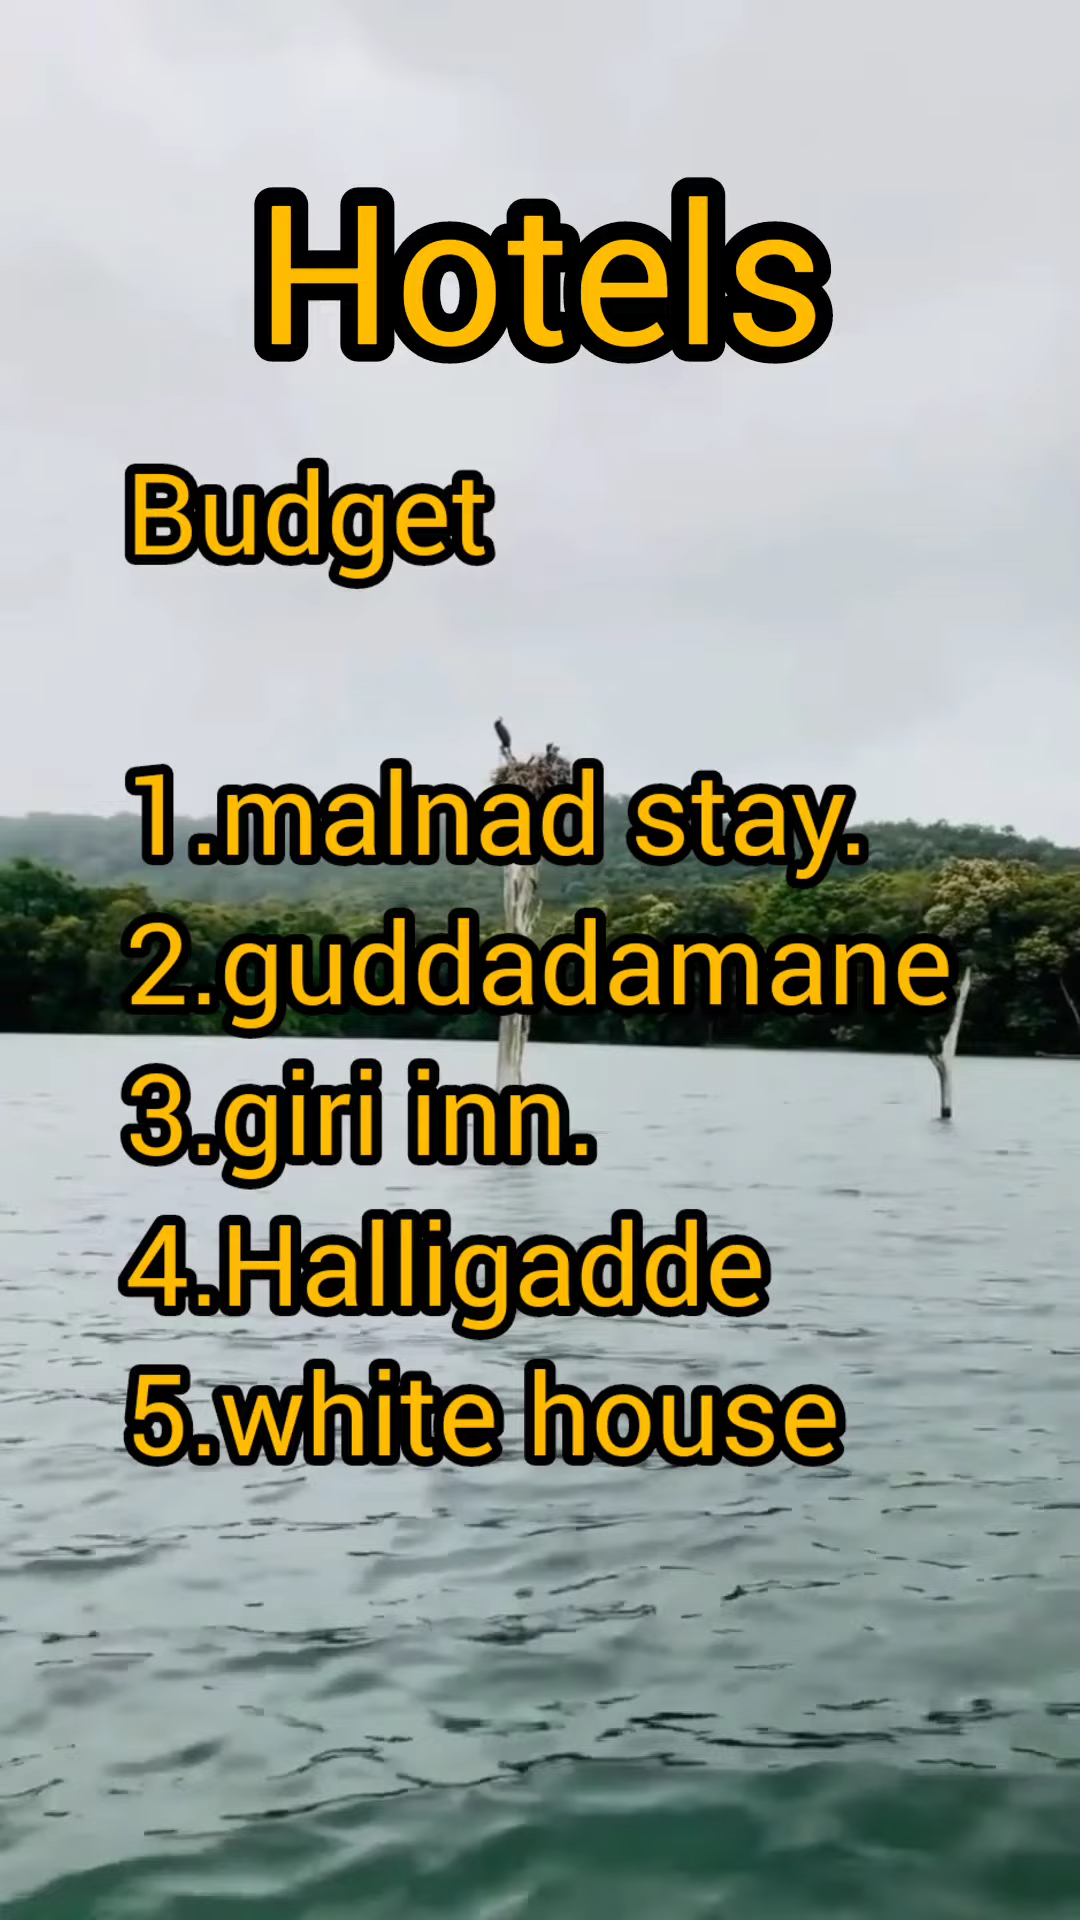 Hotels
Budget
1.malnad stay.
2.guddadamane
3.giri inn.
4.Halligadde
5.white house